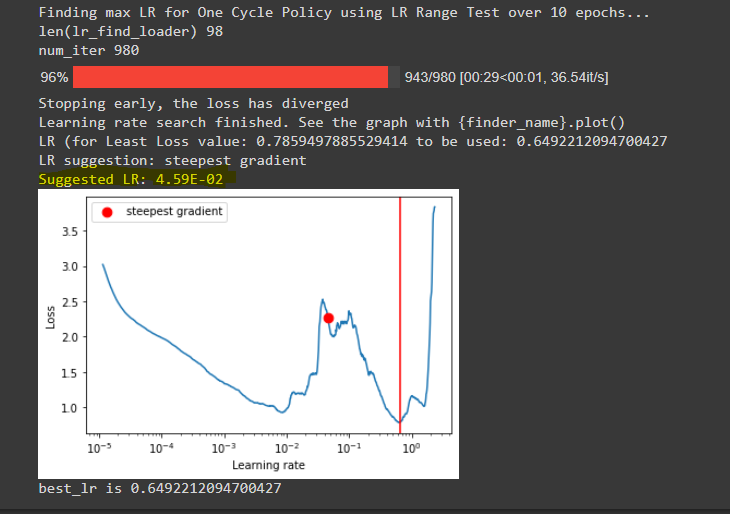 Finding max LR for One Cycle Policy using LR Range Test over 10 epochs...
len(lr_find_loader) 98
num_iter 980
96% 943/980 [00:29<00:01, 36.54it/s]
Stopping early, the loss has diverged
Learning rate search finished. See the graph with {finder_name}.plot()
LR (for Least Loss value: 0.7859497885529414 to be used: 0.6492212094700427
LR suggestion: steepest gradient
Suggested LR: 4.59E-02
steepest gradient
3.5
3.0
2.5
2.0
1.5
1.0
Loss
10⁻⁵ 10⁻⁴ 10⁻³ 10⁻² 10⁻¹ 10⁰
Learning rate
best_lr is 0.6492212094700427